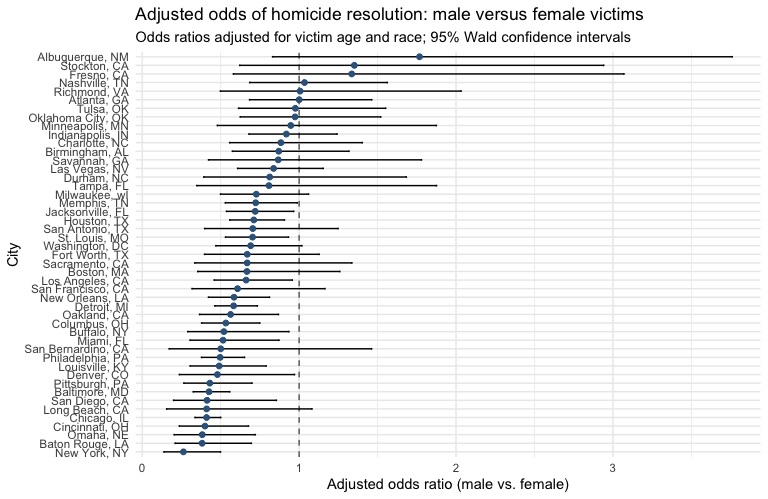 Adjusted odds of homicide resolution: male versus female victims
Odds ratios adjusted for victim age and race; 95% Wald confidence intervals
Albuquerque, NM
Stockton, CA
Fresno, CA
Nashville, TN
Richmond, VA
Atlanta, GA
Tulsa, OK
Oklahoma City, OK
Minneapolis, MN
Indianapolis, IN
Charlotte, NC
Birmingham, AL
Savannah, GA
Las Vegas, NV
Durham, NC
Tampa, FL
Milwaukee, wI
Memphis, TN
Jacksonville, FL
Houston, TX
San Antonio, TX
St. Louis, MO
Washington, DC
Fort Worth, TX
Sacramento, CA
Boston, MA
Los Angeles, CA
San Francisco, CA
New Orleans, LA
Detroit, MI
Oakland, CA
Columbus, OH
Buffalo, NY
Miami, FL
San Bernardino, CA
Philadelphia, PA
Louisville, KY
Denver, CO
Pittsburgh, PA
Baltimore, MD
San Diego, CA
Long Beach, CA
Chicago, IL
Cincinnati, OH
Omaha, NE
Baton Rouge, LA
New York, NY
City
0 1 2 3
Adjusted odds ratio (male vs. female)